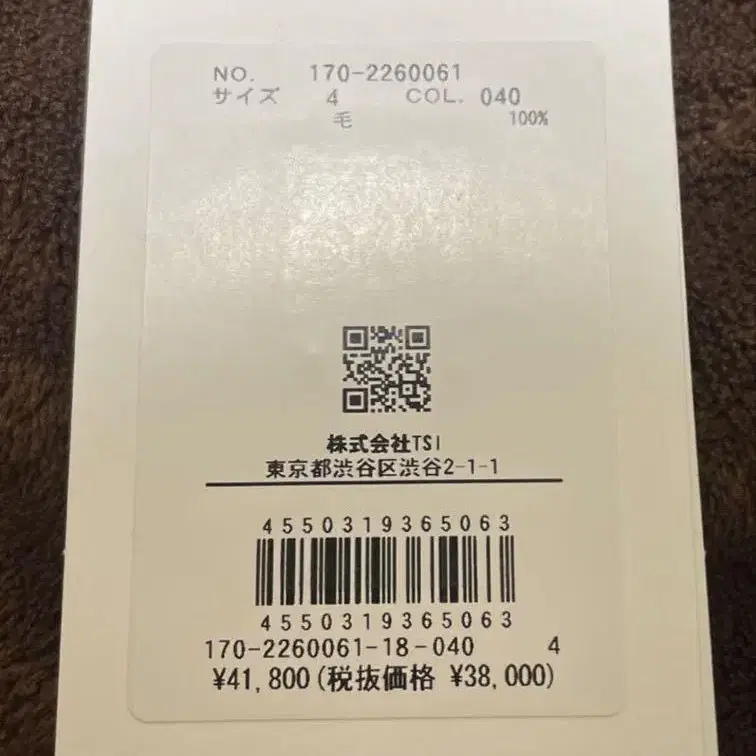 NO. 170-2260061
サイズ 4 COL. 040
毛 100%
株式会社TSI
東京都渋谷区渋谷2-1-1
4550319365063
4550319365063
170-2260061-18-040 4
¥41,800(税抜価格 ¥38,000)